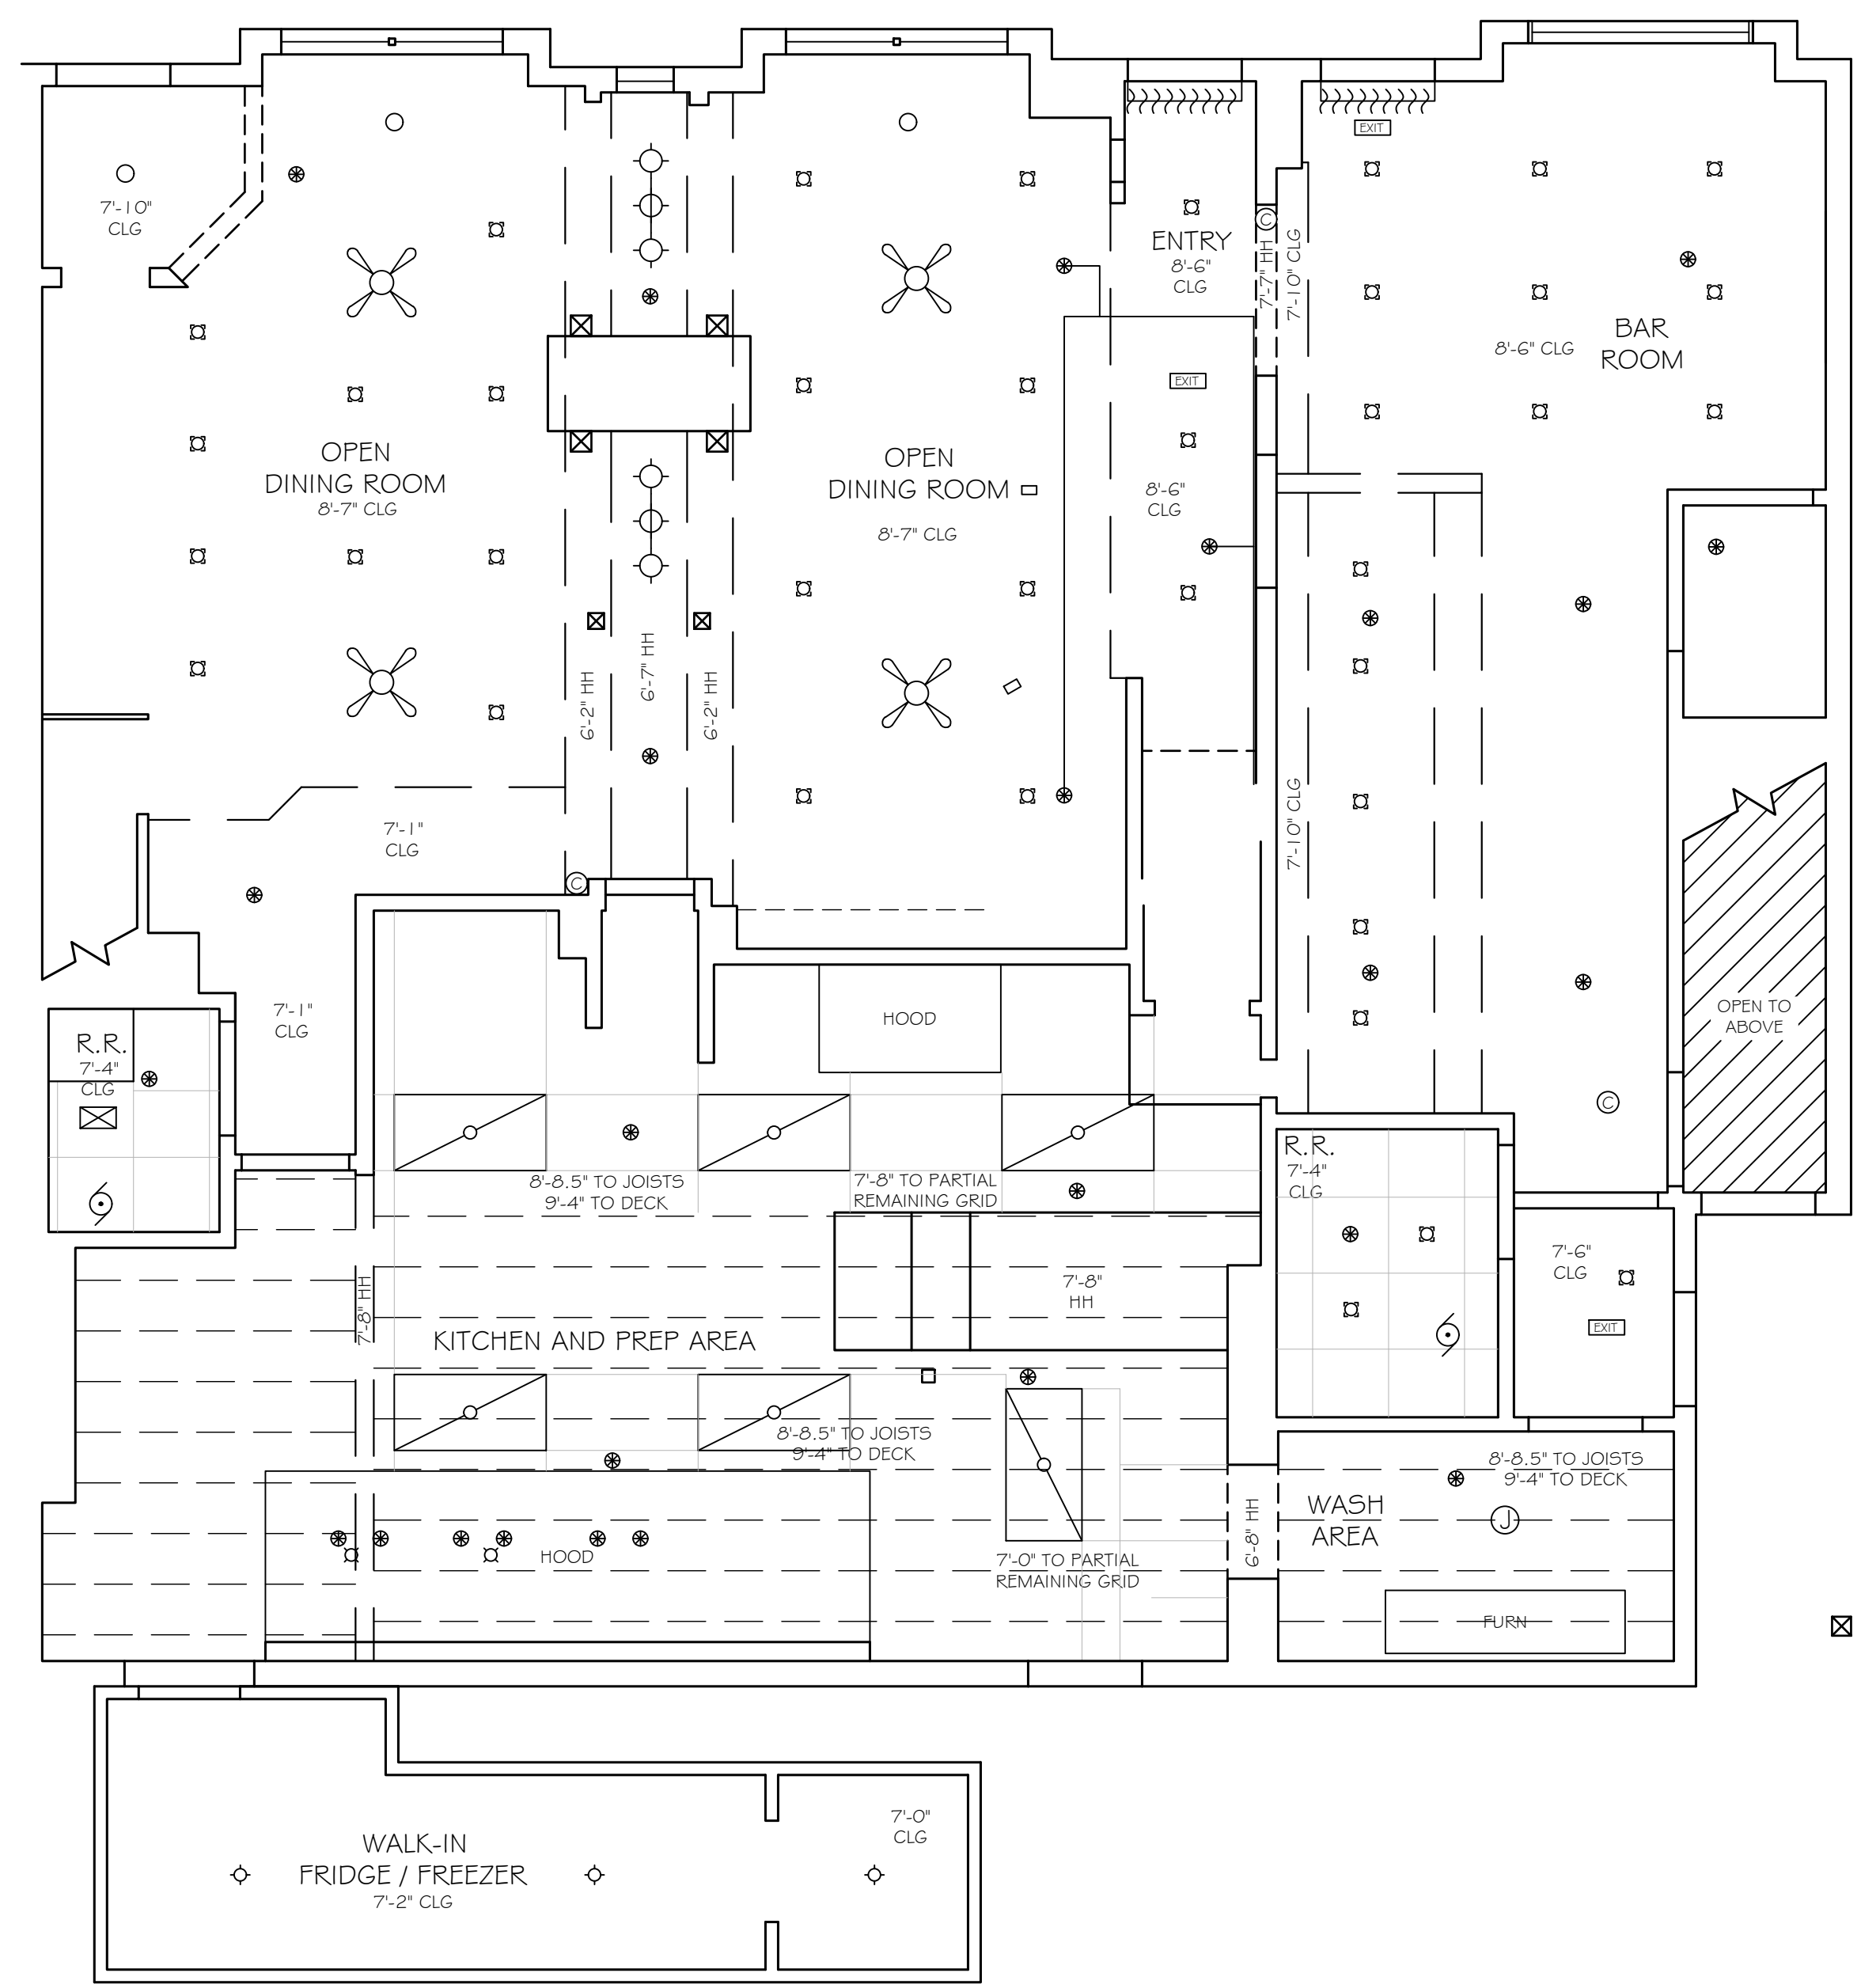 EXIT
7'-10"
CLG
ENTRY
8'-6"
CLG
C
7'-7" HH
7'-10" CLG
BAR
ROOM
8'-6" CLG
EXIT
OPEN
DINING ROOM
8'-7" CLG
OPEN
DINING ROOM
8'-7" CLG
8'-6"
CLG
6'-2" HH
6'-7" HH
6'-2" HH
7'-10" CLG
7'-1"
CLG
C
7'-1"
CLG
HOOD
OPEN TO
ABOVE
R.R.
7'-4"
CLG
C
8'-8.5" TO JOISTS
9'-4" TO DECK
7'-8" TO PARTIAL
REMAINING GRID
R.R.
7'-4"
CLG
7'-8" HH
7'-8"
HH
7'-6"
CLG
EXIT
KITCHEN AND PREP AREA
8'-8.5" TO JOISTS
9'-4" TO DECK
8'-8.5" TO JOISTS
9'-4" TO DECK
WASH
AREA
J
6'-8" HH
HOOD
7'-0" TO PARTIAL
REMAINING GRID
FURN
7'-0"
CLG
WALK-IN
FRIDGE / FREEZER
7'-2" CLG